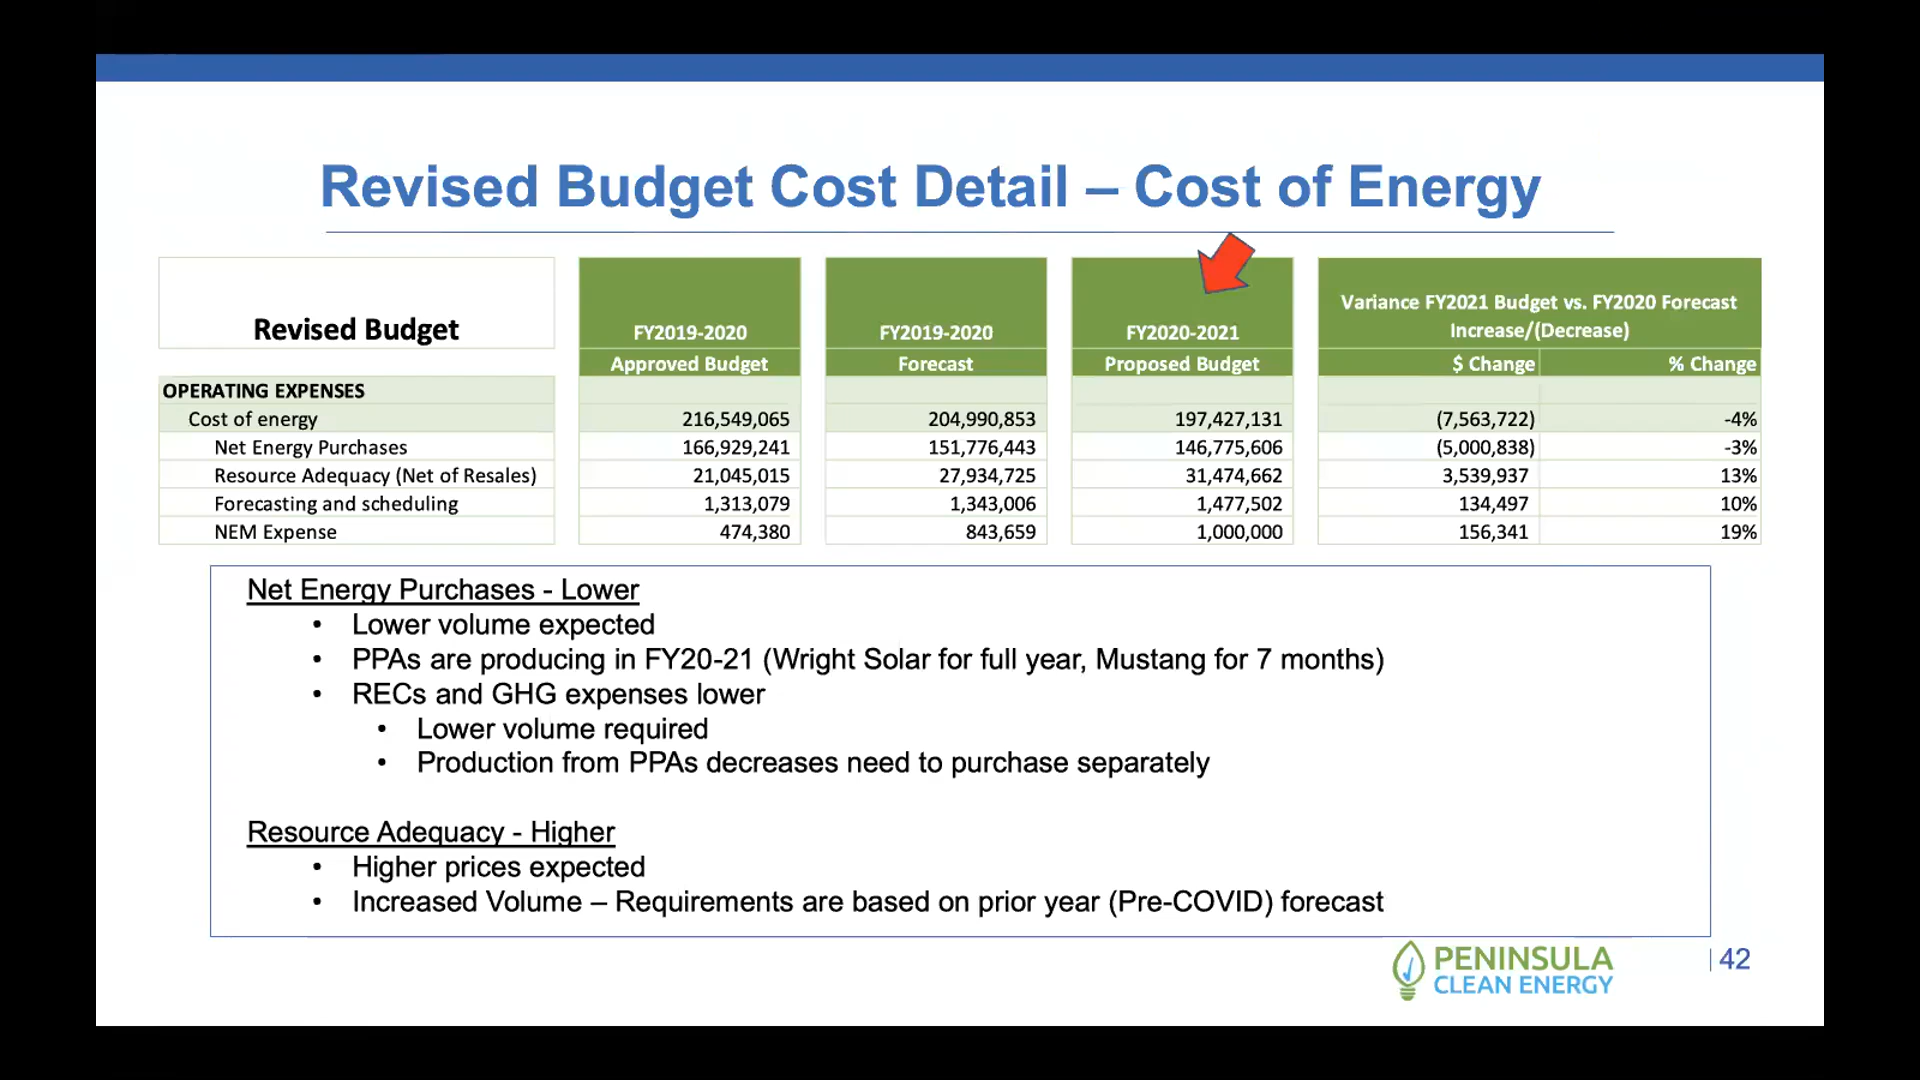 Revised Budget Cost Detail – Cost of Energy
Revised Budget
FY2019-2020
FY2019-2020
FY2020-2021
Variance FY2021 Budget vs. FY2020 Forecast
Increase/(Decrease)
Approved Budget
Forecast
Proposed Budget
$ Change
% Change
OPERATING EXPENSES
Cost of energy 216,549,065 204,990,853 197,427,131 (7,563,722) -4%
Net Energy Purchases 166,929,241 151,776,443 146,775,606 (5,000,838) -3%
Resource Adequacy (Net of Resales) 21,045,015 27,934,725 31,474,662 3,539,937 13%
Forecasting and scheduling 1,313,079 1,343,006 1,477,502 134,497 10%
NEM Expense 474,380 843,659 1,000,000 156,341 19%
Net Energy Purchases - Lower
• Lower volume expected
• PPAs are producing in FY20-21 (Wright Solar for full year, Mustang for 7 months)
• RECs and GHG expenses lower
• Lower volume required
• Production from PPAs decreases need to purchase separately
Resource Adequacy - Higher
• Higher prices expected
• Increased Volume – Requirements are based on prior year (Pre-COVID) forecast
PENINSULA
CLEAN ENERGY
42